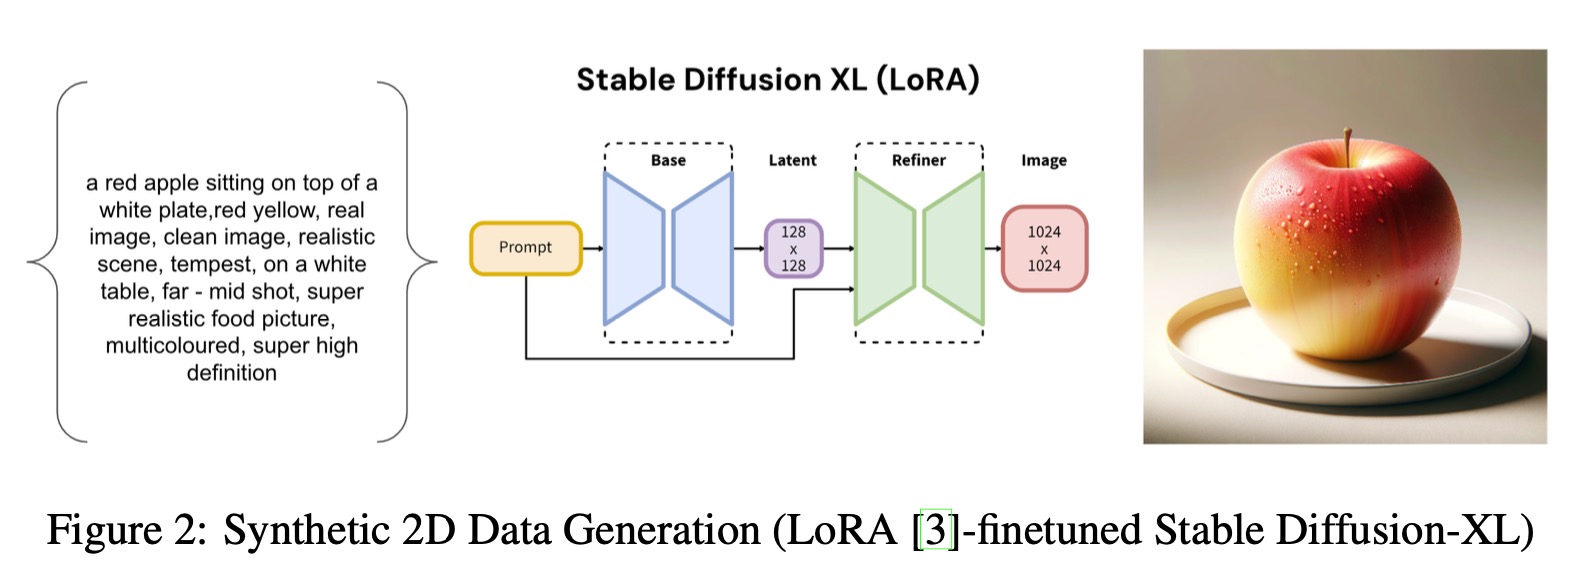 a red apple sitting on top of a
white plate,red yellow, real
image, clean image, realistic
scene, tempest, on a white
table, far - mid shot, super
realistic food picture,
multicoloured, super high
definition
Stable Diffusion XL (LoRA)
Base
Latent
Refiner
Image
Prompt
128
x
128
1024
x
1024
Figure 2: Synthetic 2D Data Generation (LoRA [3]-finetuned Stable Diffusion-XL)